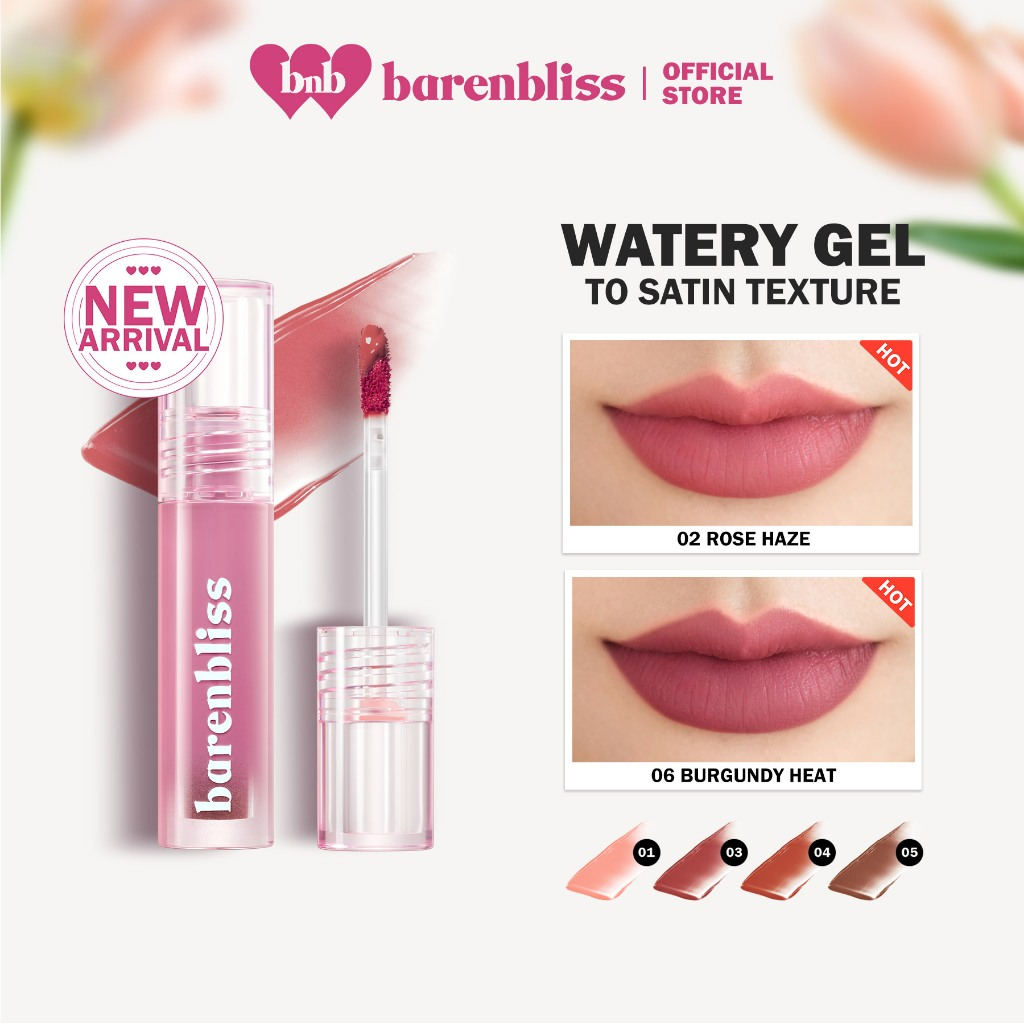 bnb barenbliss | OFFICIAL STORE
NEW
ARRIVAL
barenbliss
WATERY GEL
TO SATIN TEXTURE
HOT
02 ROSE HAZE
HOT
06 BURGUNDY HEAT
01 03 04 05